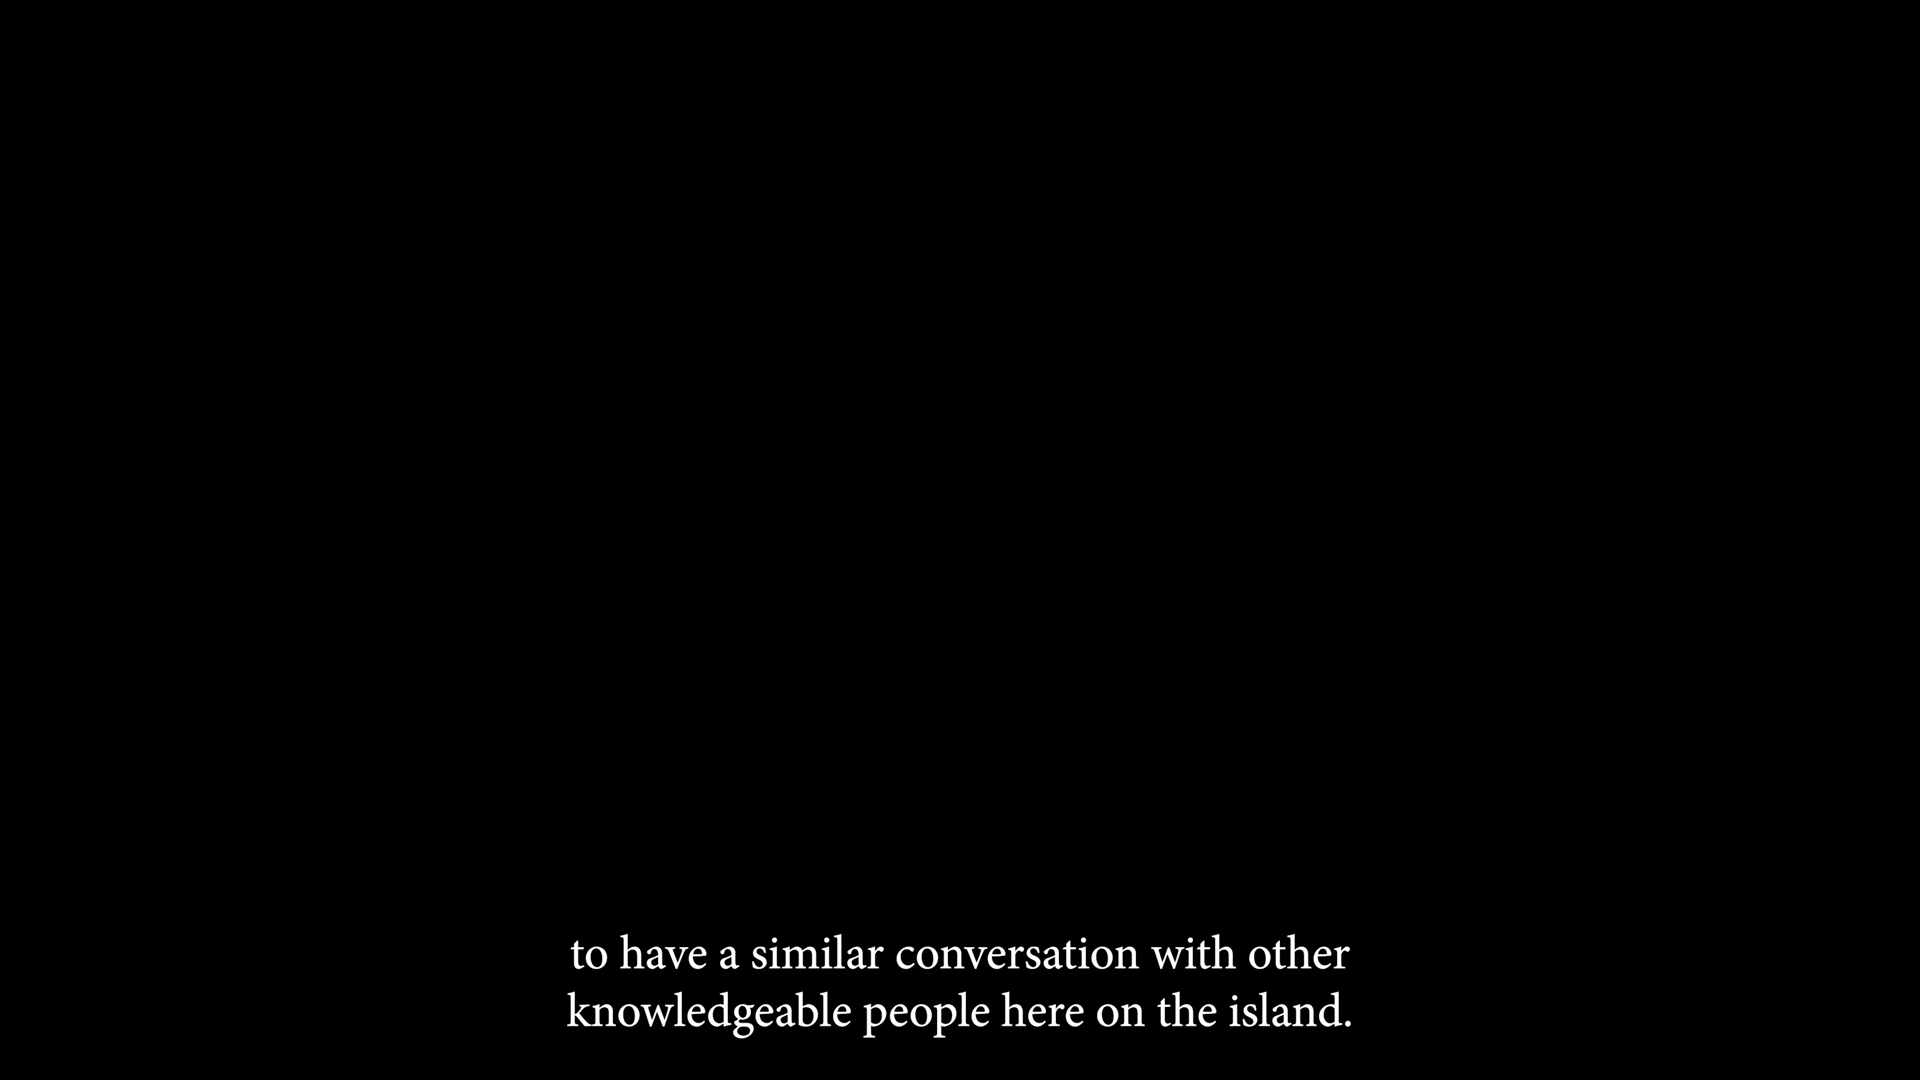 to have a similar conversation with other
knowledgeable people here on the island.